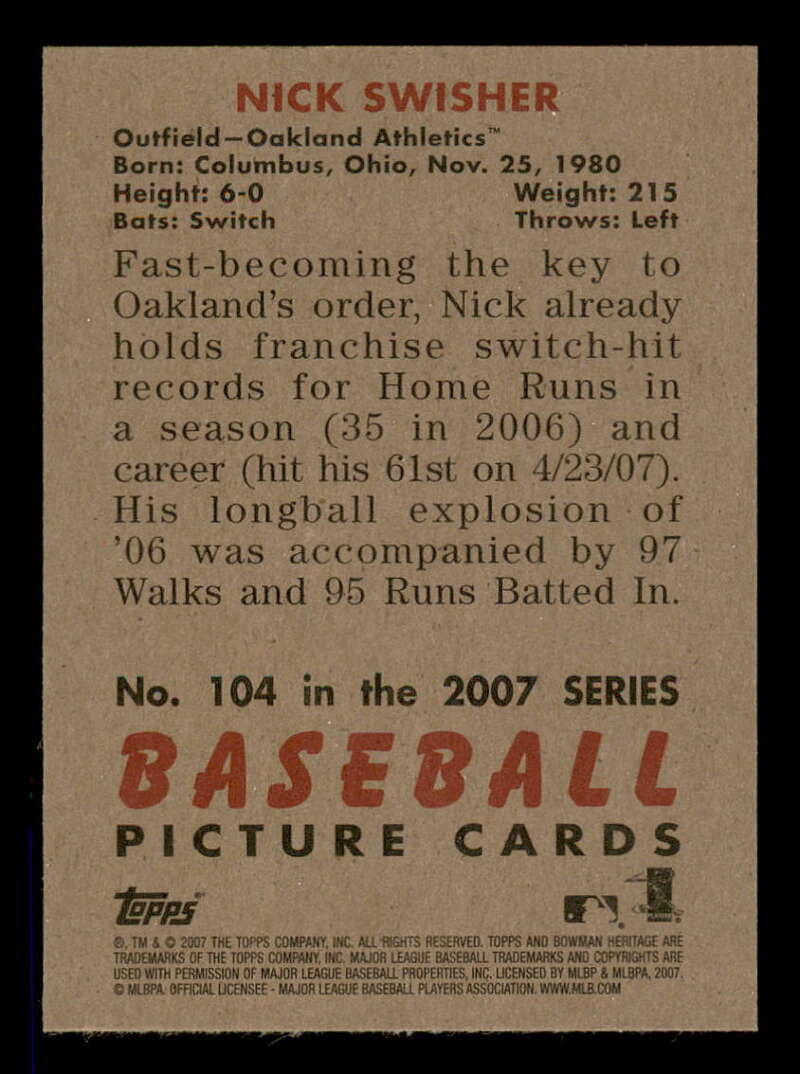 NICK SWISHER
Outfield—Oakland Athletics™
Born: Columbus, Ohio, Nov. 25, 1980
Height: 6-0 Weight: 215
Bats: Switch Throws: Left
Fast-becoming the key to
Oakland's order, Nick already
holds franchise switch-hit
records for Home Runs in
a season (35 in 2006) and
career (hit his 61st on 4/23/07).
His longball explosion of
'06 was accompanied by 97
Walks and 95 Runs Batted In.
No. 104 in the 2007 SERIES
BASEBALL
PICTURE CARDS
topps
®, TM & © 2007 THE TOPPS COMPANY, INC. ALL RIGHTS RESERVED. TOPPS AND BOWMAN HERITAGE ARE
TRADEMARKS OF THE TOPPS COMPANY, INC. MAJOR LEAGUE BASEBALL TRADEMARKS AND COPYRIGHTS ARE
USED WITH PERMISSION OF MAJOR LEAGUE BASEBALL PROPERTIES, INC. LICENSED BY MLBP & MLBPA, 2007.
© MLBPA. OFFICIAL LICENSEE - MAJOR LEAGUE BASEBALL PLAYERS ASSOCIATION. WWW.MLB.COM